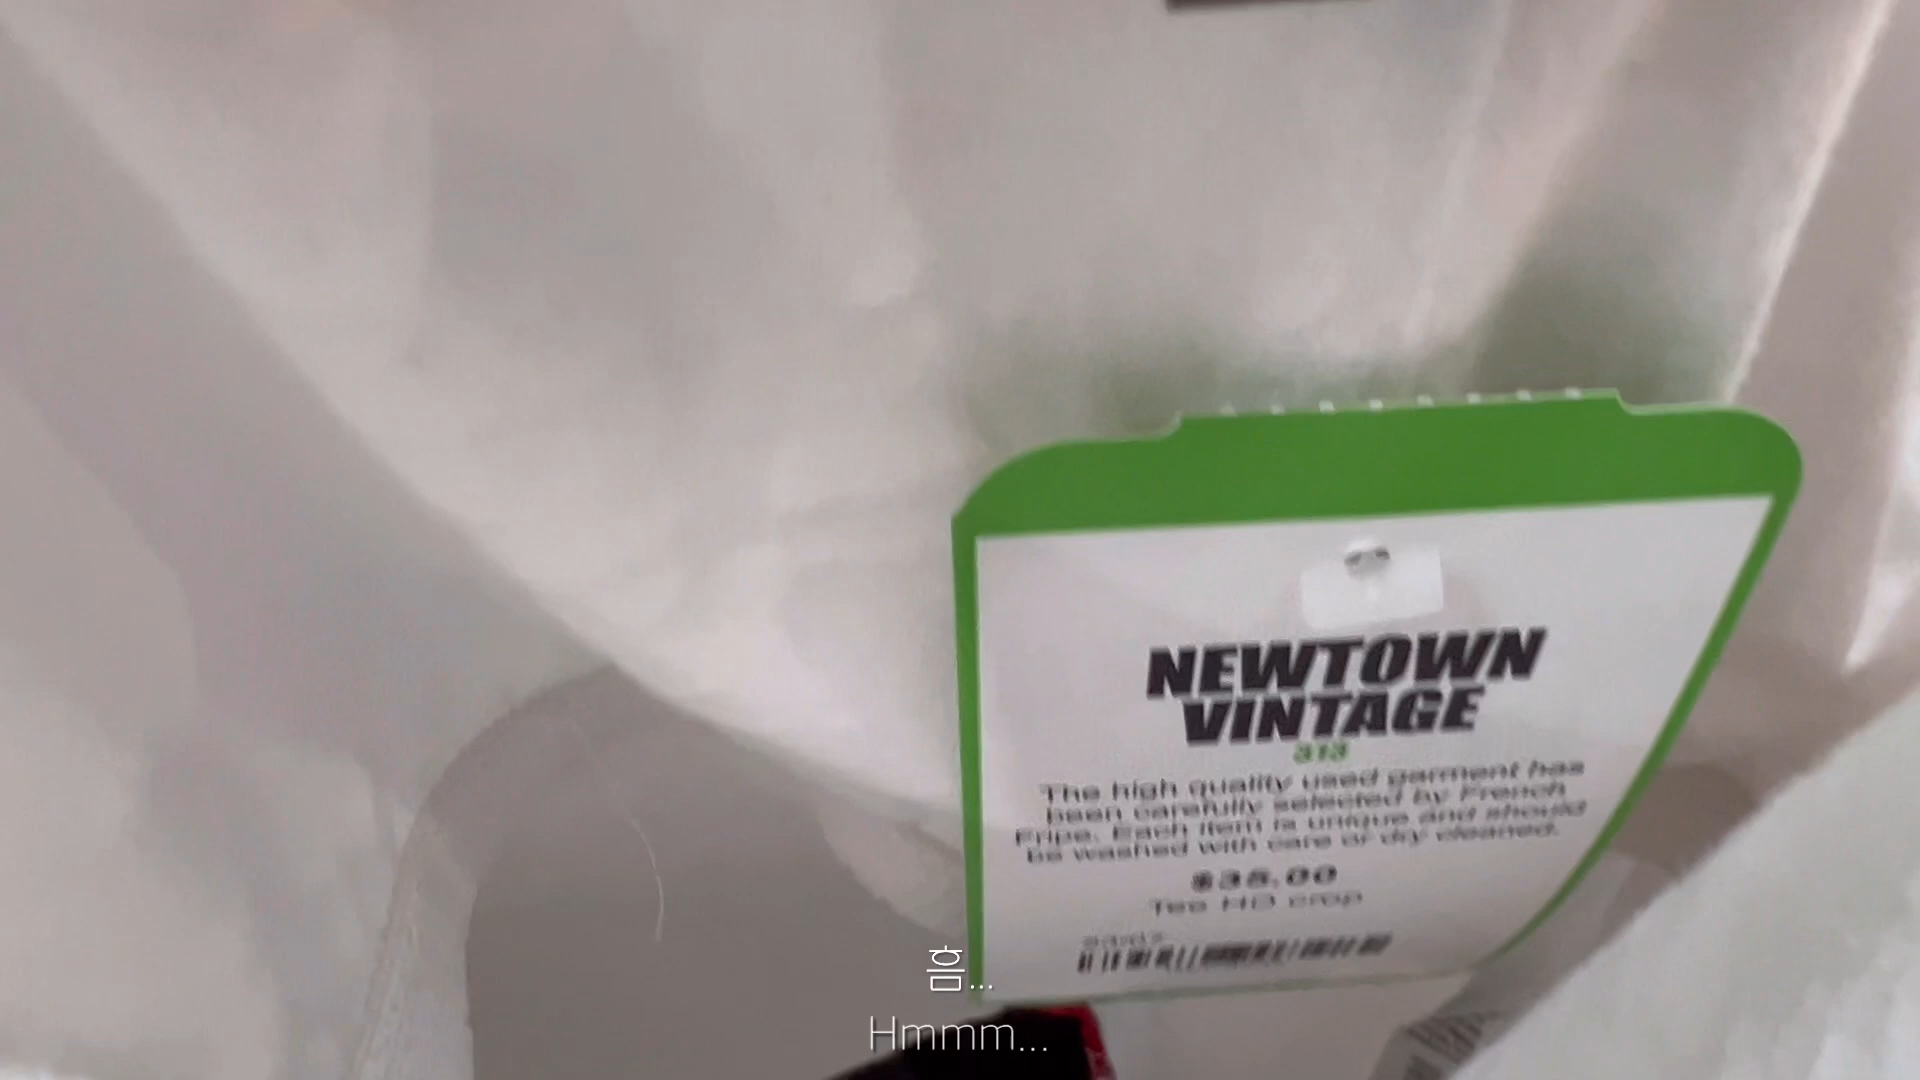 NEWTOWN
VINTAGE
313
The high quality used garment has
been carefully selected by French
Fripe. Each item is unique and should
be washed with care or dry cleaned.
$35.00
Tee HD crop
흠...
Hmmm...